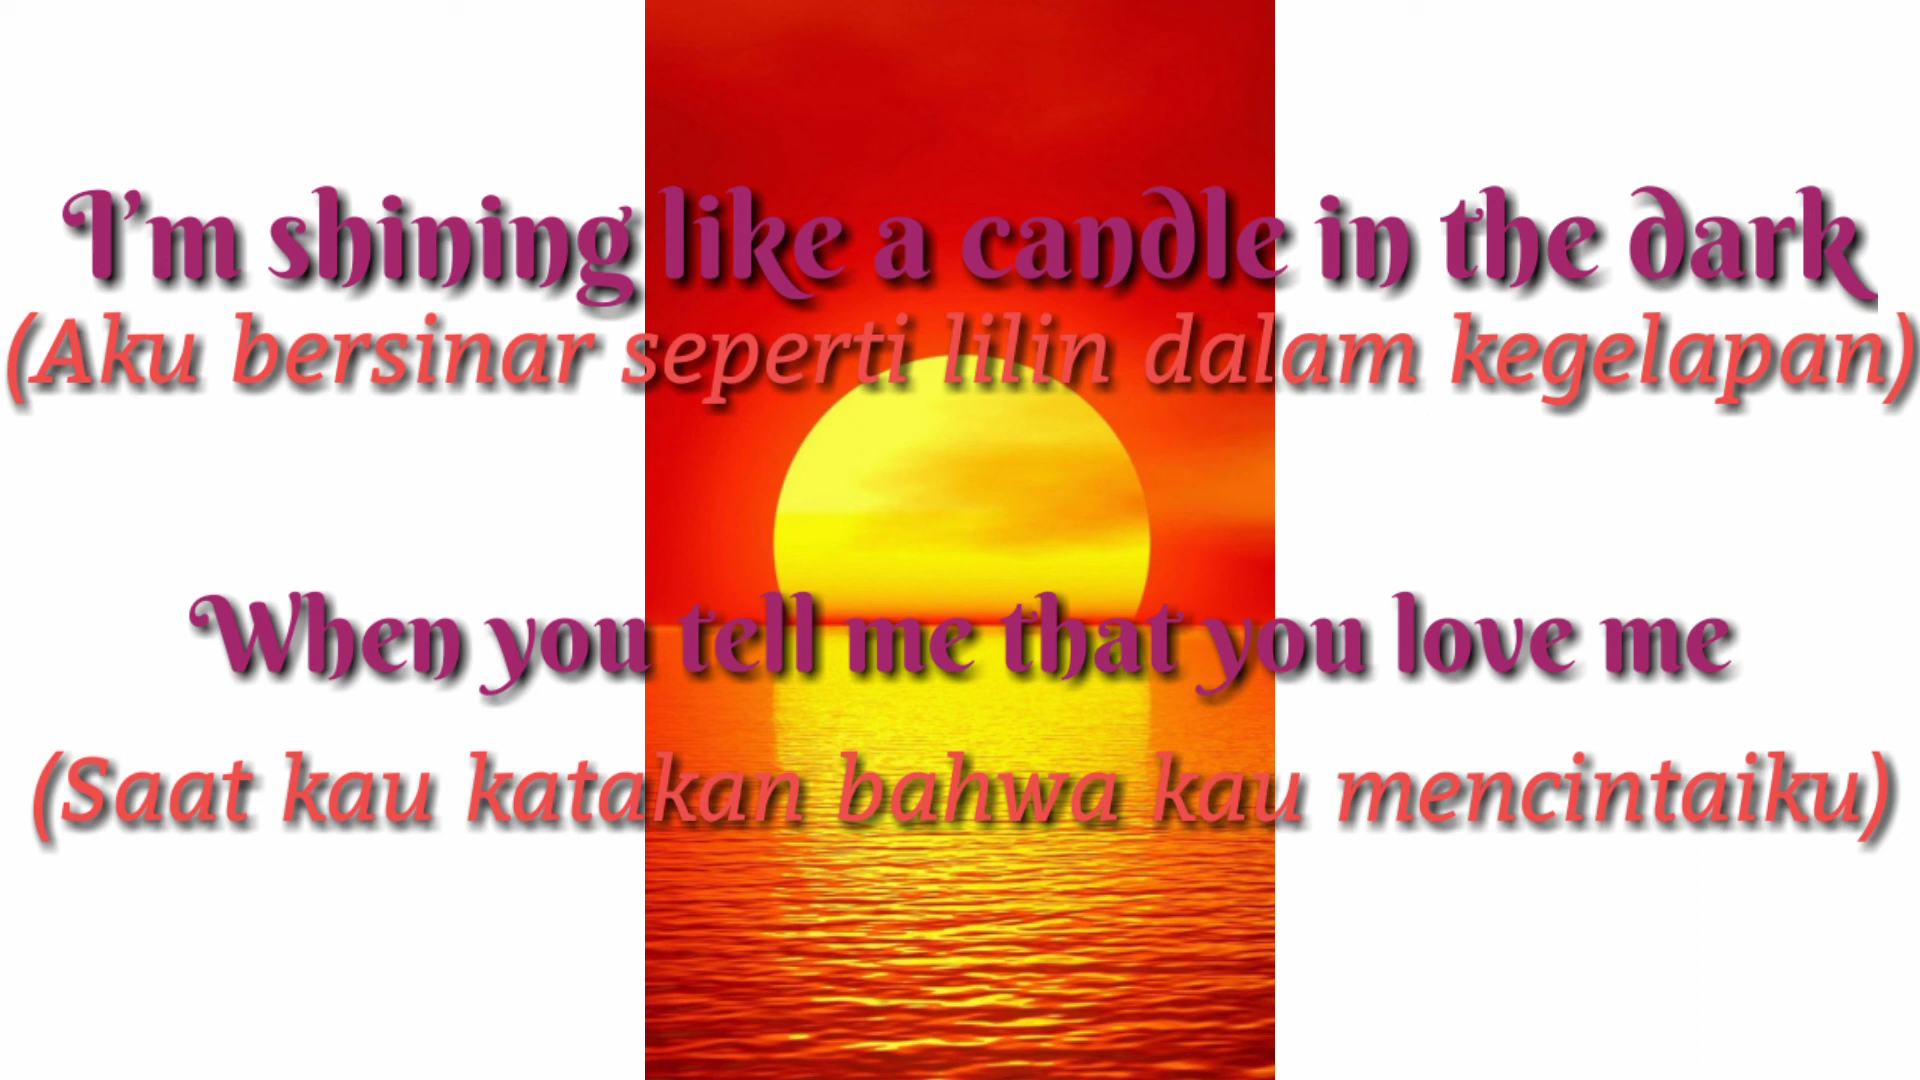 I'm shining like a candle in the dark
(Aku bersinar seperti lilin dalam kegelapan)
When you tell me that you love me
(Saat kau katakan bahwa kau mencintaiku)